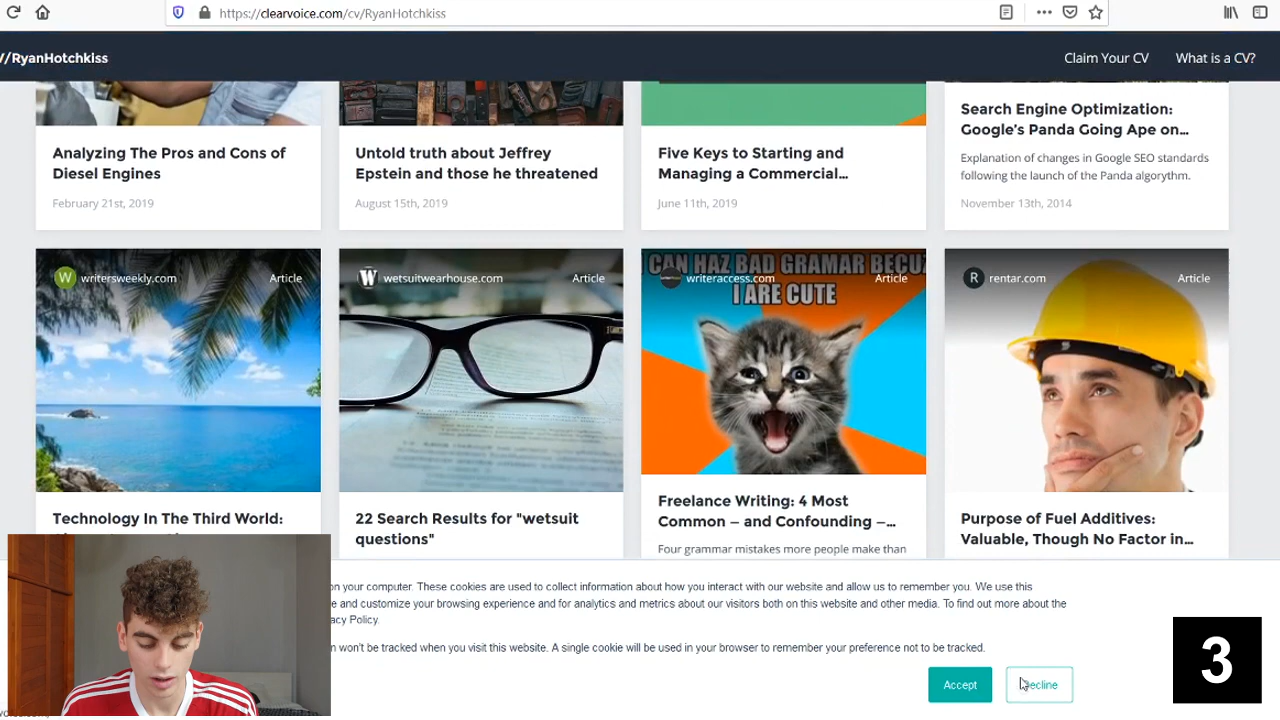 https://clearvoice.com/cv/RyanHotchkiss
/RyanHotchkiss
Claim Your CV
What is a CV?
Analyzing The Pros and Cons of
Diesel Engines
February 21st, 2019
Untold truth about Jeffrey
Epstein and those he threatened
August 15th, 2019
Five Keys to Starting and
Managing a Commercial...
June 11th, 2019
Search Engine Optimization:
Google's Panda Going Ape on...
Explanation of changes in Google SEO standards
following the launch of the Panda algorythm.
November 13th, 2014
W writersweekly.com Article
Technology In The Third World:
W wetsuitwearhouse.com Article
22 Search Results for "wetsuit
questions"
CAN HAZ BAD GRAMAR BECUZ
I ARE CUTE
writeraccess.com Article
Freelance Writing: 4 Most
Common – and Confounding –...
Four grammar mistakes more people make than
R rentar.com Article
Purpose of Fuel Additives:
Valuable, Though No Factor in...
on your computer. These cookies are used to collect information about how you interact with our website and allow us to remember you. We use this
e and customize your browsing experience and for analytics and metrics about our visitors both on this website and other media. To find out more about the
acy Policy.
n won't be tracked when you visit this website. A single cookie will be used in your browser to remember your preference not to be tracked.
Accept
Decline
3